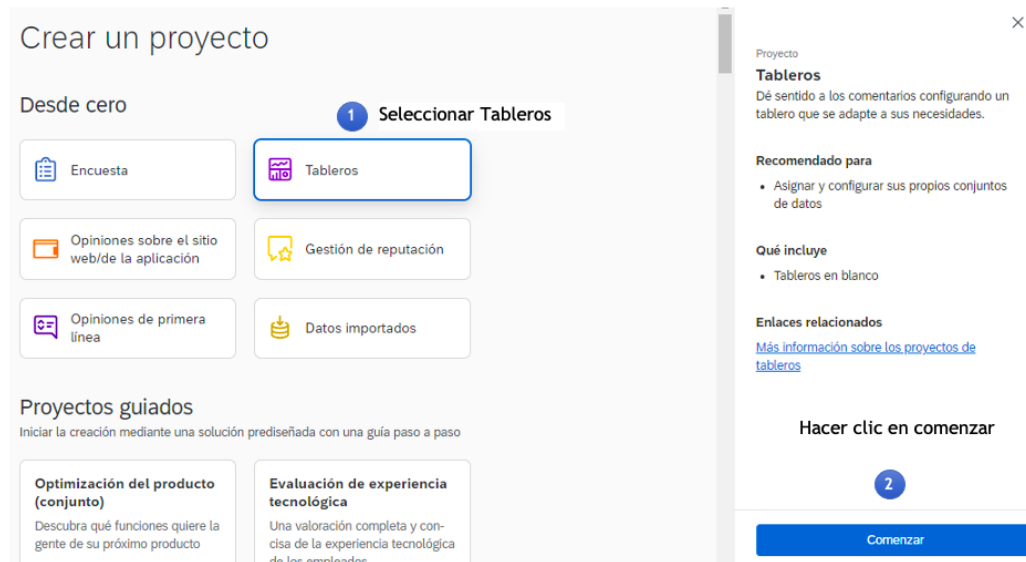 Crear un proyecto
Desde cero
1 Seleccionar Tableros
Encuesta
Tableros
Opiniones sobre el sitio
web/de la aplicación
Gestión de reputación
Opiniones de primera
línea
Datos importados
Proyectos guiados
Iniciar la creación mediante una solución prediseñada con una guía paso a paso
Optimización del producto
(conjunto)
Descubra qué funciones quiere la
gente de su próximo producto
Evaluación de experiencia
tecnológica
Una valoración completa y con-
cisa de la experiencia tecnológica
de los empleados
Proyecto
Tableros
Dé sentido a los comentarios configurando un
tablero que se adapte a sus necesidades.
Recomendado para
• Asignar y configurar sus propios conjuntos
de datos
Qué incluye
• Tableros en blanco
Enlaces relacionados
Más información sobre los proyectos de
tableros
Hacer clic en comenzar
2
Comenzar